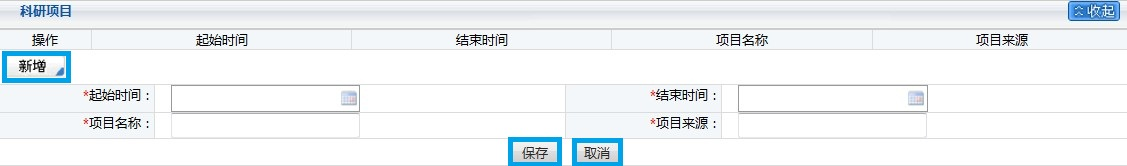 科研项目 收起
操作 起始时间 结束时间 项目名称 项目来源
新增
*起始时间： *结束时间：
*项目名称： *项目来源：
保存 取消